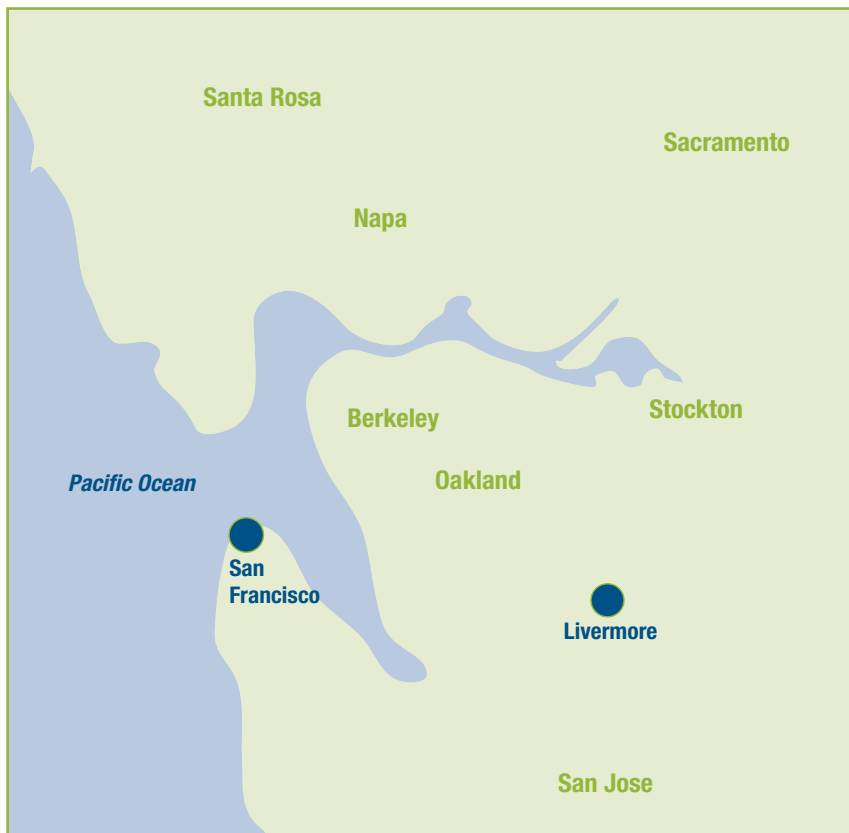 Santa Rosa
Sacramento
Napa
Berkeley
Stockton
Pacific Ocean
Oakland
San
Francisco
Livermore
San Jose